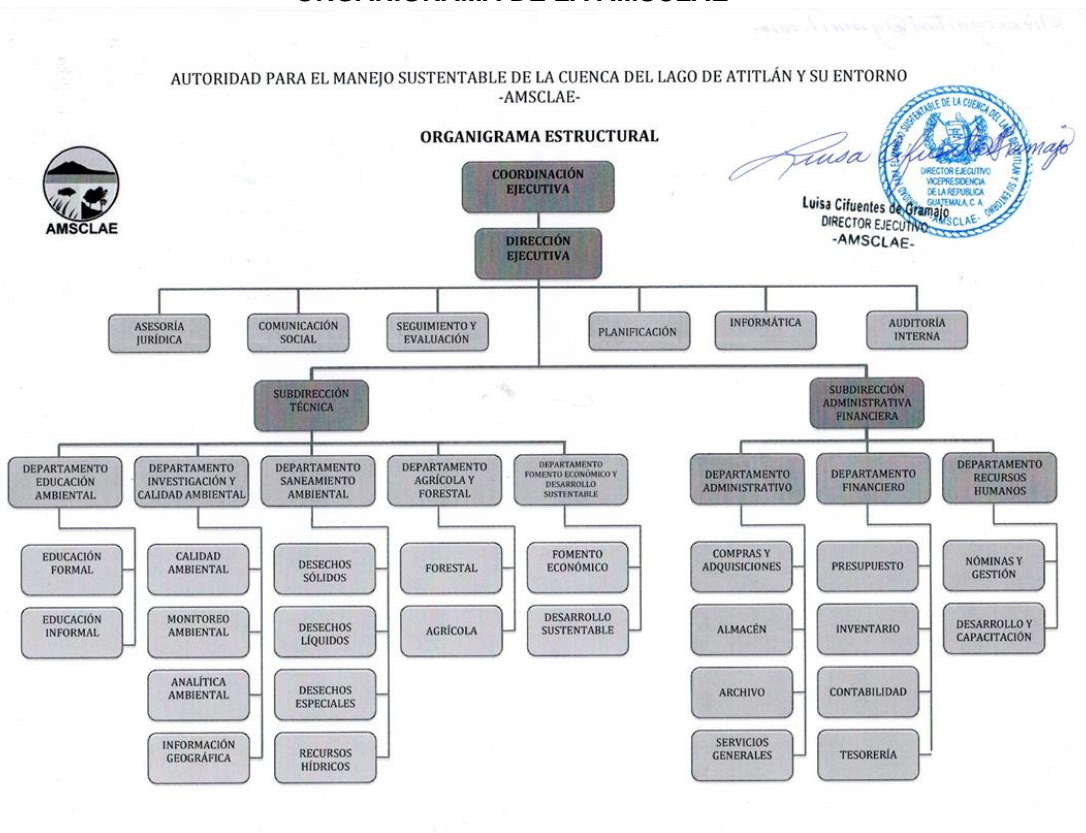 ORGANIGRAMA DE LA AMSCLAE
AUTORIDAD PARA EL MANEJO SUSTENTABLE DE LA CUENCA DEL LAGO DE ATITLÁN Y SU ENTORNO
-AMSCLAE-
ORGANIGRAMA ESTRUCTURAL
AMSCLAE
DIRECTOR EJECUTIVO
VICEPRESIDENCIA
DE LA REPUBLICA
GUATEMALA, C. A.
Luisa Cifuentes de Gramajo
DIRECTOR EJECUTIVO
-AMSCLAE-
COORDINACIÓN
EJECUTIVA
DIRECCIÓN
EJECUTIVA
ASESORÍA
JURÍDICA
COMUNICACIÓN
SOCIAL
SEGUIMIENTO Y
EVALUACIÓN
PLANIFICACIÓN
INFORMÁTICA
AUDITORÍA
INTERNA
SUBDIRECCIÓN
TÉCNICA
SUBDIRECCIÓN
ADMINISTRATIVA
FINANCIERA
DEPARTAMENTO
EDUCACIÓN
AMBIENTAL
DEPARTAMENTO
INVESTIGACIÓN Y
CALIDAD AMBIENTAL
DEPARTAMENTO
SANEAMIENTO
AMBIENTAL
DEPARTAMENTO
AGRÍCOLA Y
FORESTAL
DEPARTAMENTO
FOMENTO ECONÓMICO Y
DESARROLLO
SUSTENTABLE
DEPARTAMENTO
ADMINISTRATIVO
DEPARTAMENTO
FINANCIERO
DEPARTAMENTO
RECURSOS
HUMANOS
EDUCACIÓN
FORMAL
EDUCACIÓN
INFORMAL
CALIDAD
AMBIENTAL
MONITOREO
AMBIENTAL
ANALÍTICA
AMBIENTAL
INFORMACIÓN
GEOGRÁFICA
DESECHOS
SÓLIDOS
DESECHOS
LÍQUIDOS
DESECHOS
ESPECIALES
RECURSOS
HÍDRICOS
FORESTAL
AGRÍCOLA
FOMENTO
ECONÓMICO
DESARROLLO
SUSTENTABLE
COMPRAS Y
ADQUISICIONES
ALMACÉN
ARCHIVO
SERVICIOS
GENERALES
PRESUPUESTO
INVENTARIO
CONTABILIDAD
TESORERÍA
NÓMINAS Y
GESTIÓN
DESARROLLO Y
CAPACITACIÓN